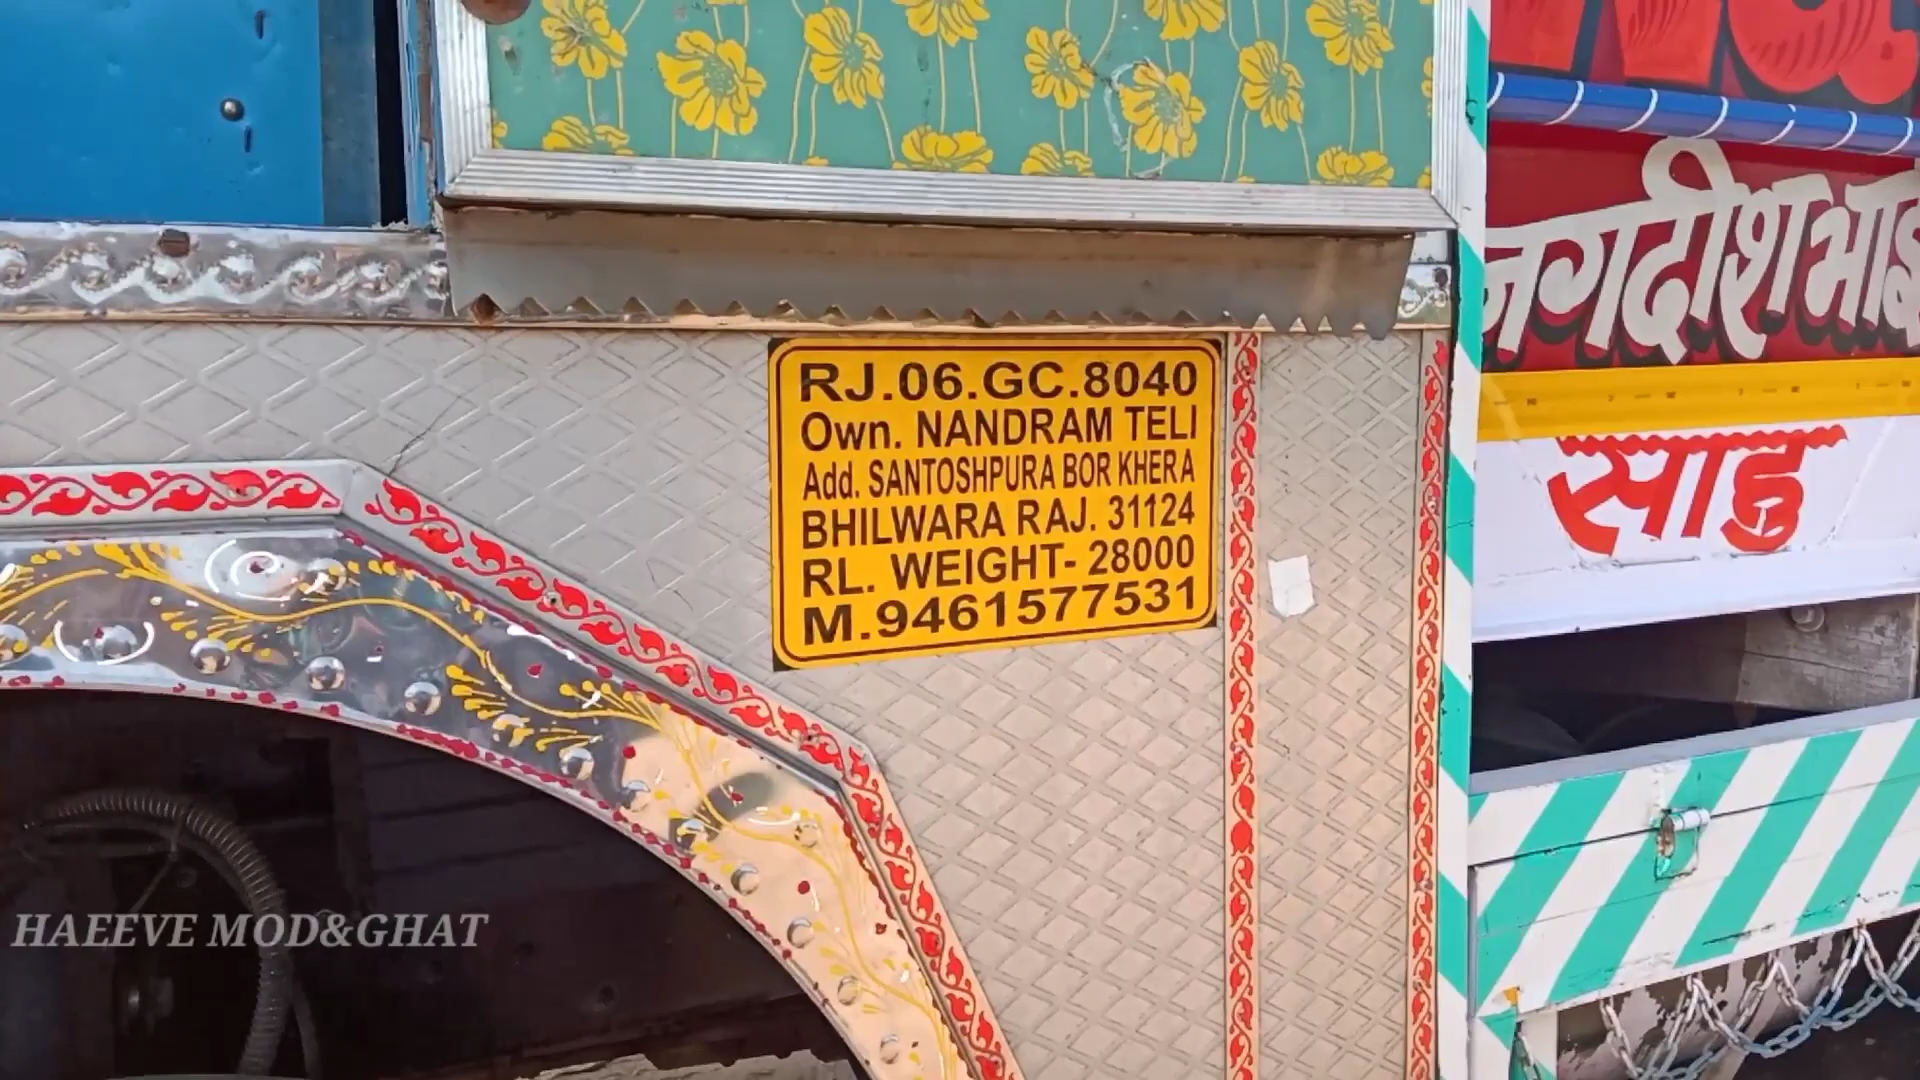 RJ.06.GC.8040
Own. NANDRAM TELI
Add. SANTOSHPURA BOR KHERA
BHILWARA RAJ. 31124
RL. WEIGHT- 28000
M.9461577531
जगदीश भाई
साहु
HAEEVE MOD&GHAT